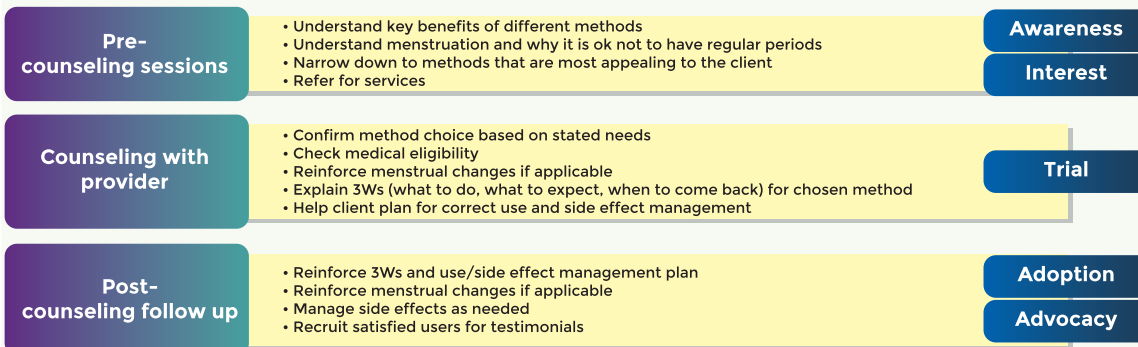 Pre-
counseling sessions
• Understand key benefits of different methods
• Understand menstruation and why it is ok not to have regular periods
• Narrow down to methods that are most appealing to the client
• Refer for services
Awareness
Interest
Counseling with
provider
• Confirm method choice based on stated needs
• Check medical eligibility
• Reinforce menstrual changes if applicable
• Explain 3Ws (what to do, what to expect, when to come back) for chosen method
• Help client plan for correct use and side effect management
Trial
Post-
counseling follow up
• Reinforce 3Ws and use/side effect management plan
• Reinforce menstrual changes if applicable
• Manage side effects as needed
• Recruit satisfied users for testimonials
Adoption
Advocacy